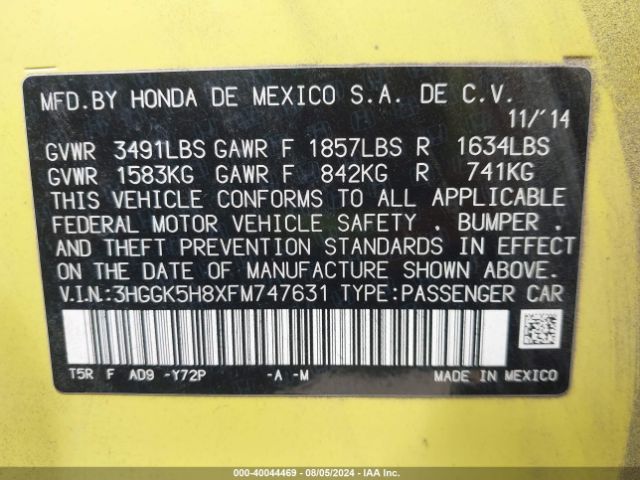 MFD.BY HONDA DE MEXICO S.A. DE C.V.
11/'14
GVWR 3491LBS GAWR F 1857LBS R 1634LBS
GVWR 1583KG GAWR F 842KG R 741KG
THIS VEHICLE CONFORMS TO ALL APPLICABLE
FEDERAL MOTOR VEHICLE SAFETY . BUMPER .
AND THEFT PREVENTION STANDARDS IN EFFECT
ON THE DATE OF MANUFACTURE SHOWN ABOVE.
V.I.N.:3HGGK5H8XFM747631 TYPE:PASSENGER CAR
T5R F AD9 -Y72P -A -M
MADE IN MEXICO
000-40044469 - 08/05/2024 - IAA Inc.